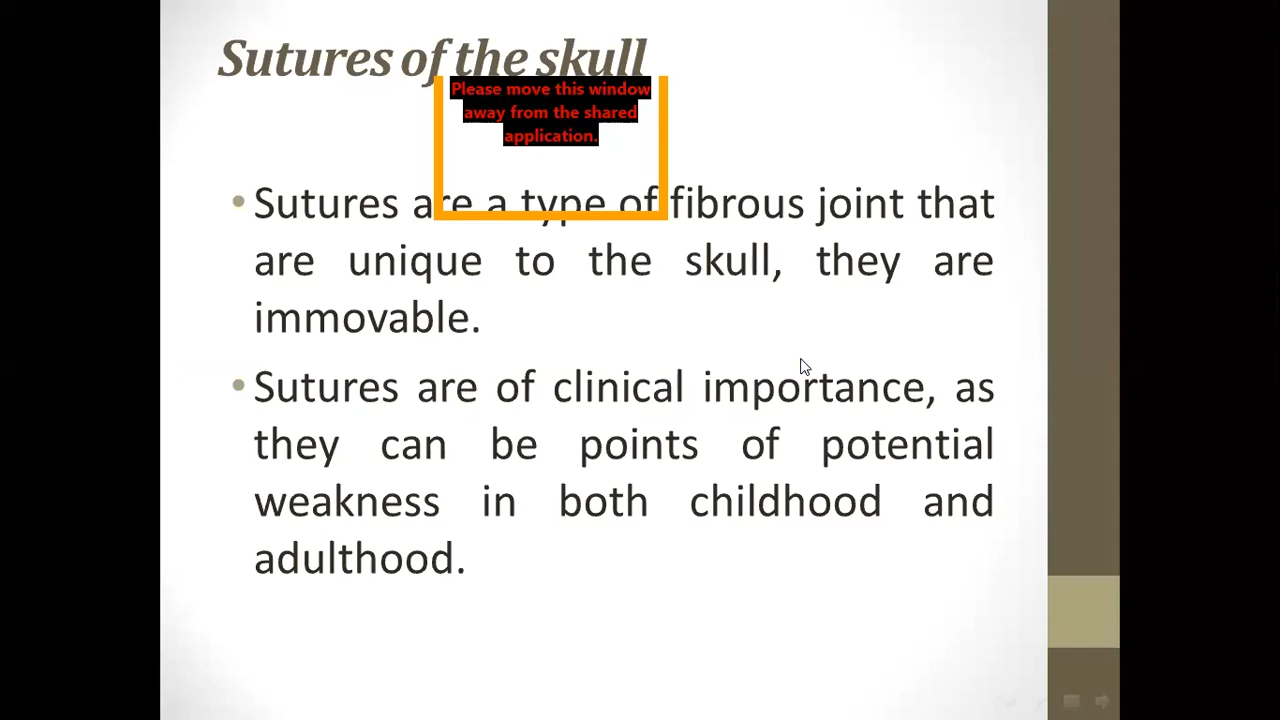 Sutures of the skull
Please move this window
away from the shared
application.
• Sutures are a type of fibrous joint that
are unique to the skull, they are
immovable.
• Sutures are of clinical importance, as
they can be points of potential
weakness in both childhood and
adulthood.